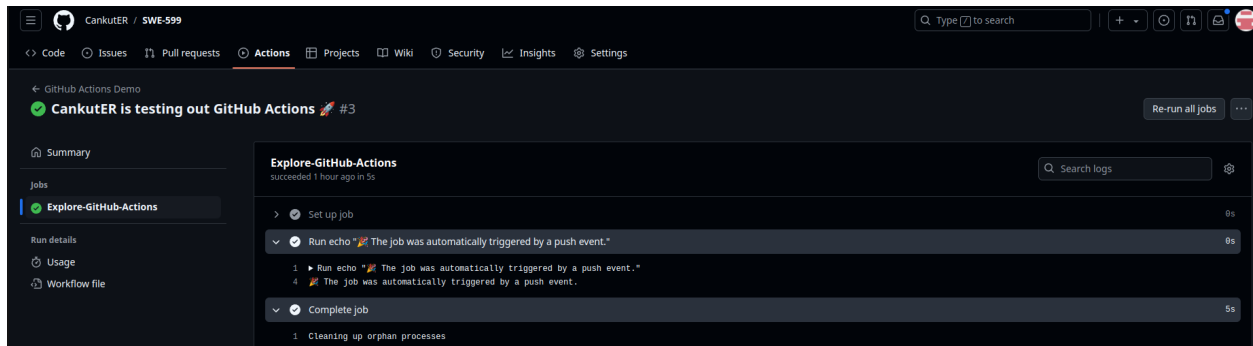 CankutER / SWE-599
Type / to search
Code Issues Pull requests Actions Projects Wiki Security Insights Settings
← GitHub Actions Demo
CankutER is testing out GitHub Actions 🚀 #3
Re-run all jobs
Summary
Jobs
Explore-GitHub-Actions
Run details
Usage
Workflow file
Explore-GitHub-Actions
succeeded 1 hour ago in 5s
Search logs
Set up job 0s
Run echo "🎉 The job was automatically triggered by a push event." 0s
1 ▶ Run echo "🎉 The job was automatically triggered by a push event."
4 🎉 The job was automatically triggered by a push event.
Complete job 5s
1 Cleaning up orphan processes